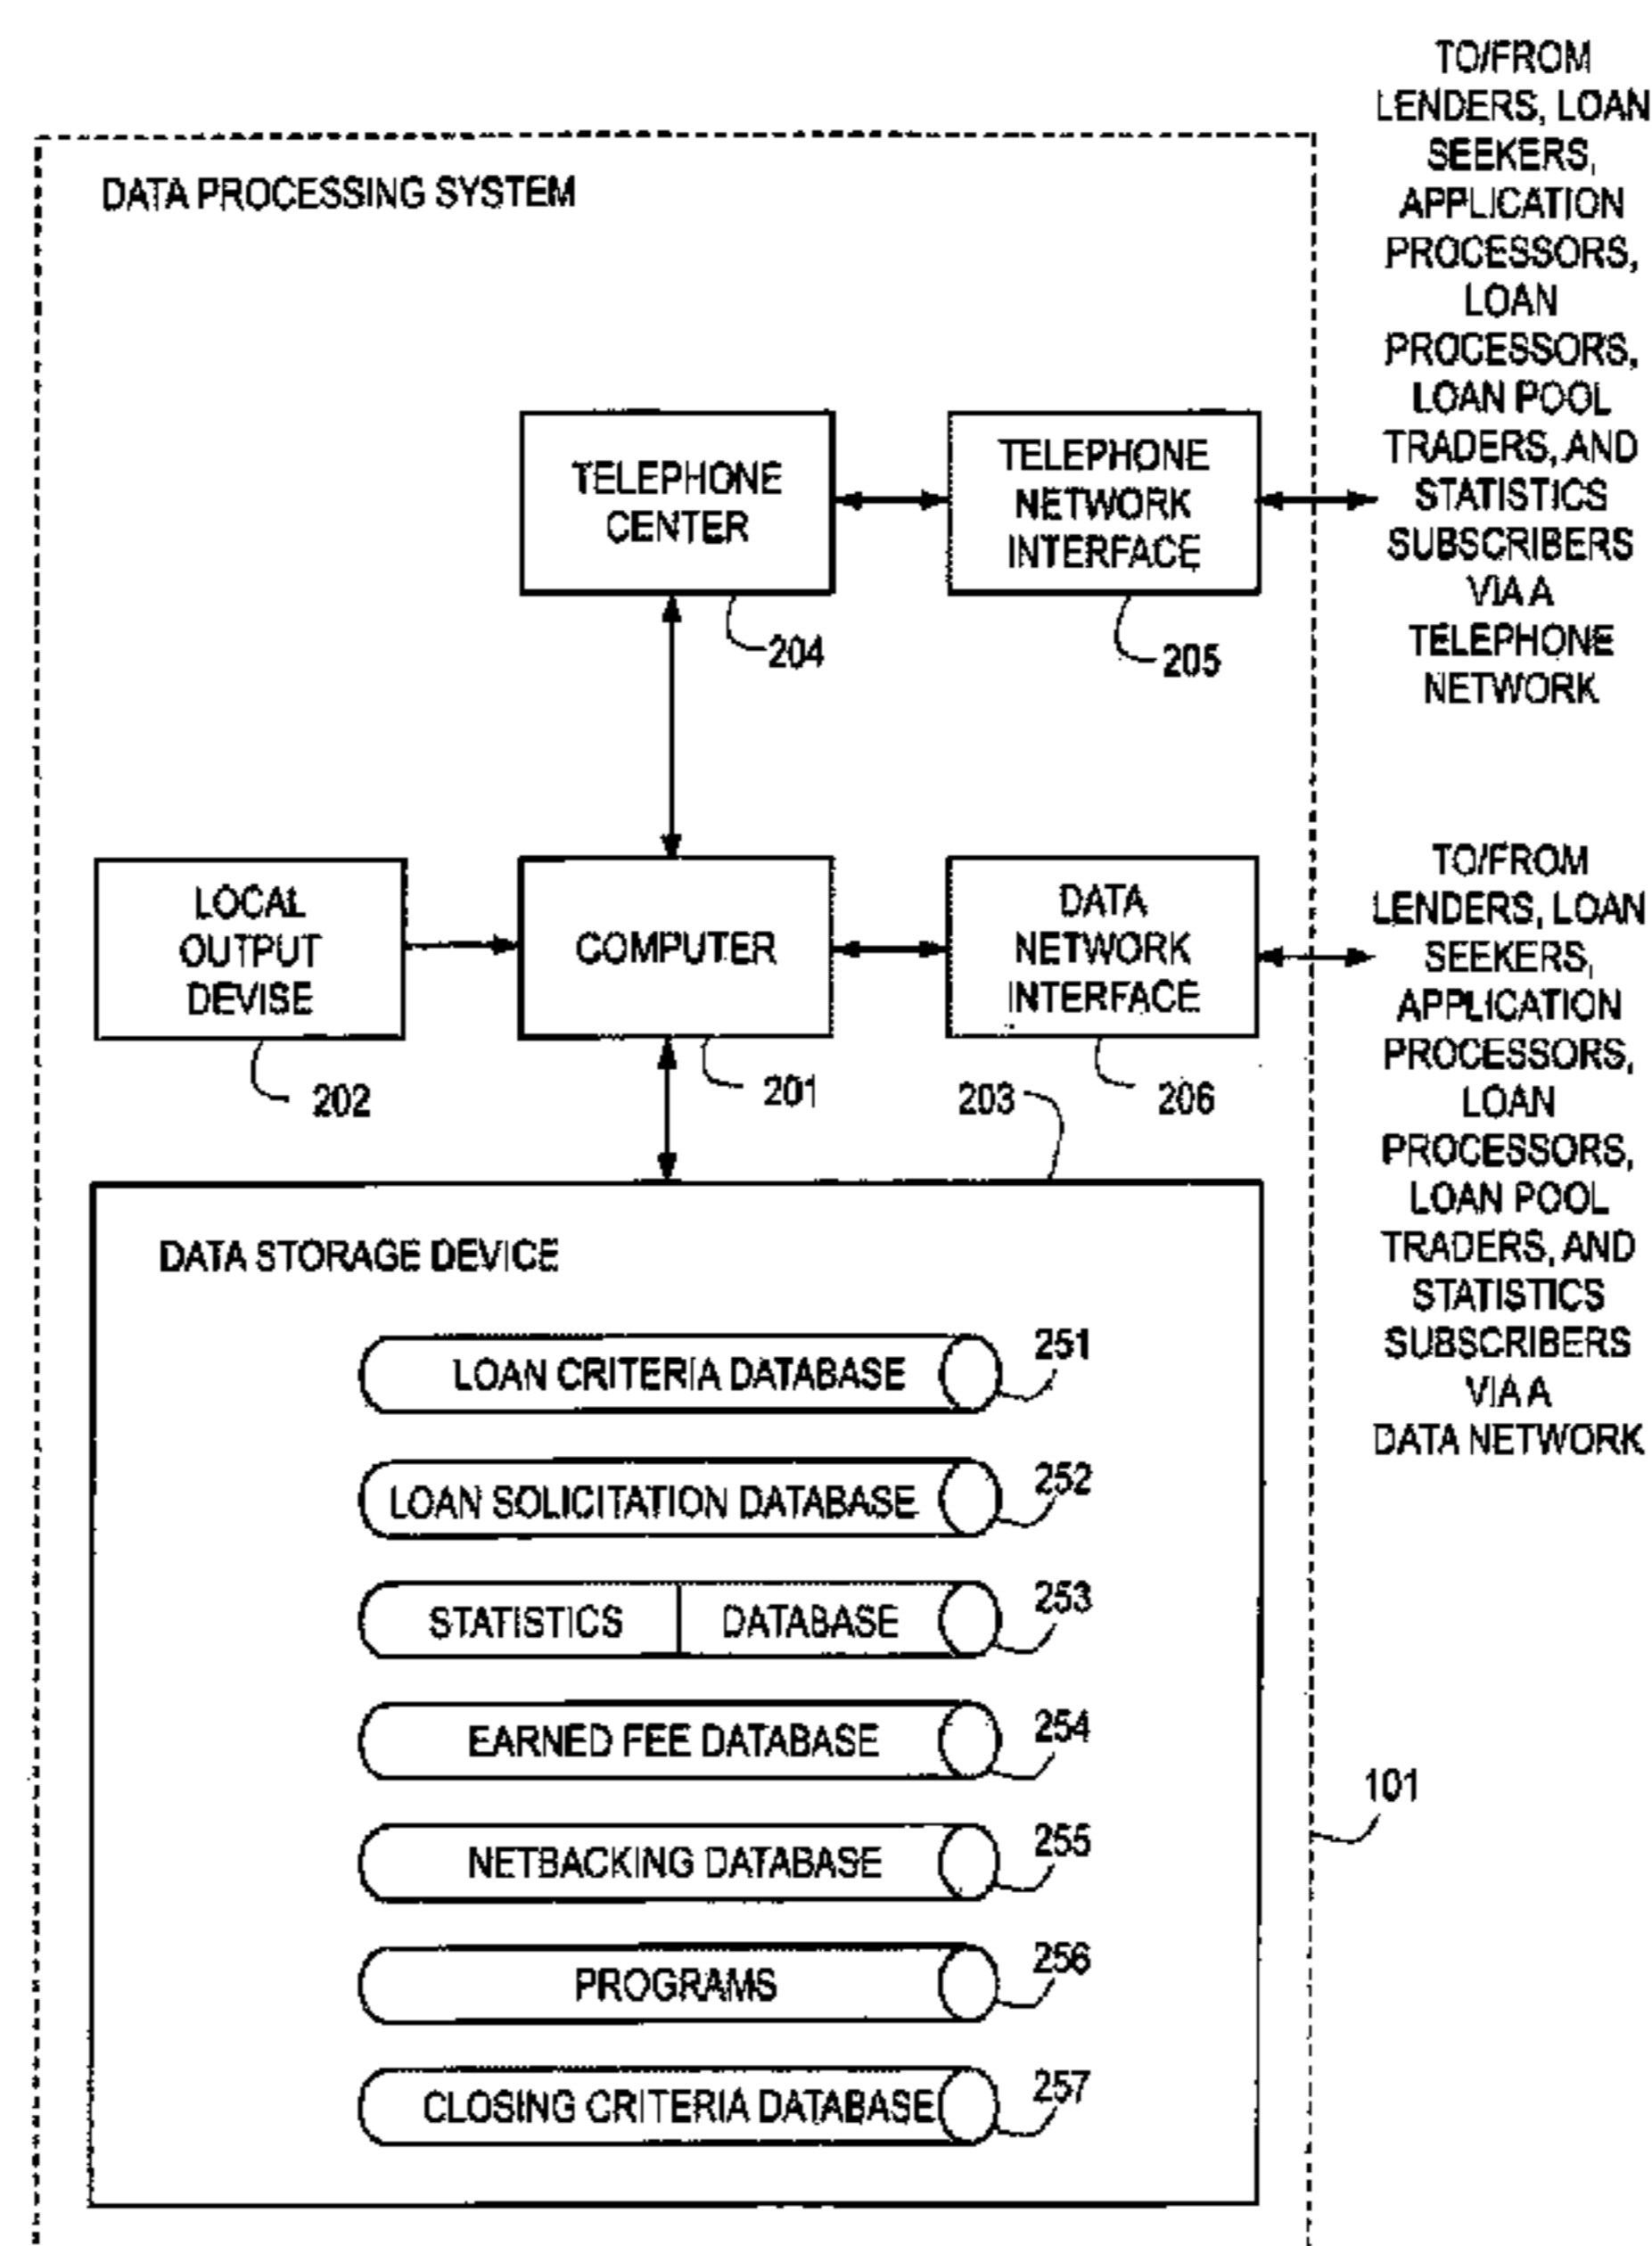 TO/FROM
LENDERS, LOAN
SEEKERS,
APPLICATION
PROCESSORS,
LOAN
PROCESSORS,
LOAN POOL
TRADERS, AND
STATISTICS
SUBSCRIBERS
VIA A
TELEPHONE
NETWORK
DATA PROCESSING SYSTEM
TELEPHONE
CENTER
204
TELEPHONE
NETWORK
INTERFACE
205
LOCAL
OUTPUT
DEVISE
202
COMPUTER
201
DATA
NETWORK
INTERFACE
206
TO/FROM
LENDERS, LOAN
SEEKERS,
APPLICATION
PROCESSORS,
LOAN
PROCESSORS,
LOAN POOL
TRADERS, AND
STATISTICS
SUBSCRIBERS
VIA A
DATA NETWORK
203
DATA STORAGE DEVICE
LOAN CRITERIA DATABASE 251
LOAN SOLICITATION DATABASE 252
STATISTICS DATABASE 253
EARNED FEE DATABASE 254
NETBACKING DATABASE 255
PROGRAMS 256
CLOSING CRITERIA DATABASE 257
101